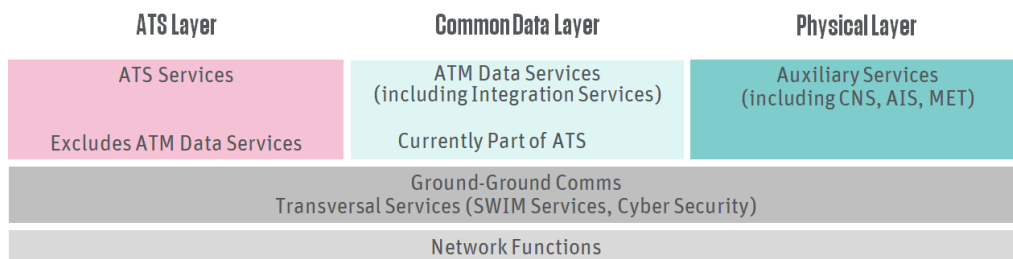 ATS Layer
Common Data Layer
Physical Layer
ATS Services
Excludes ATM Data Services
ATM Data Services
(including Integration Services)
Currently Part of ATS
Auxiliary Services
(including CNS, AIS, MET)
Ground-Ground Comms
Transversal Services (SWIM Services, Cyber Security)
Network Functions